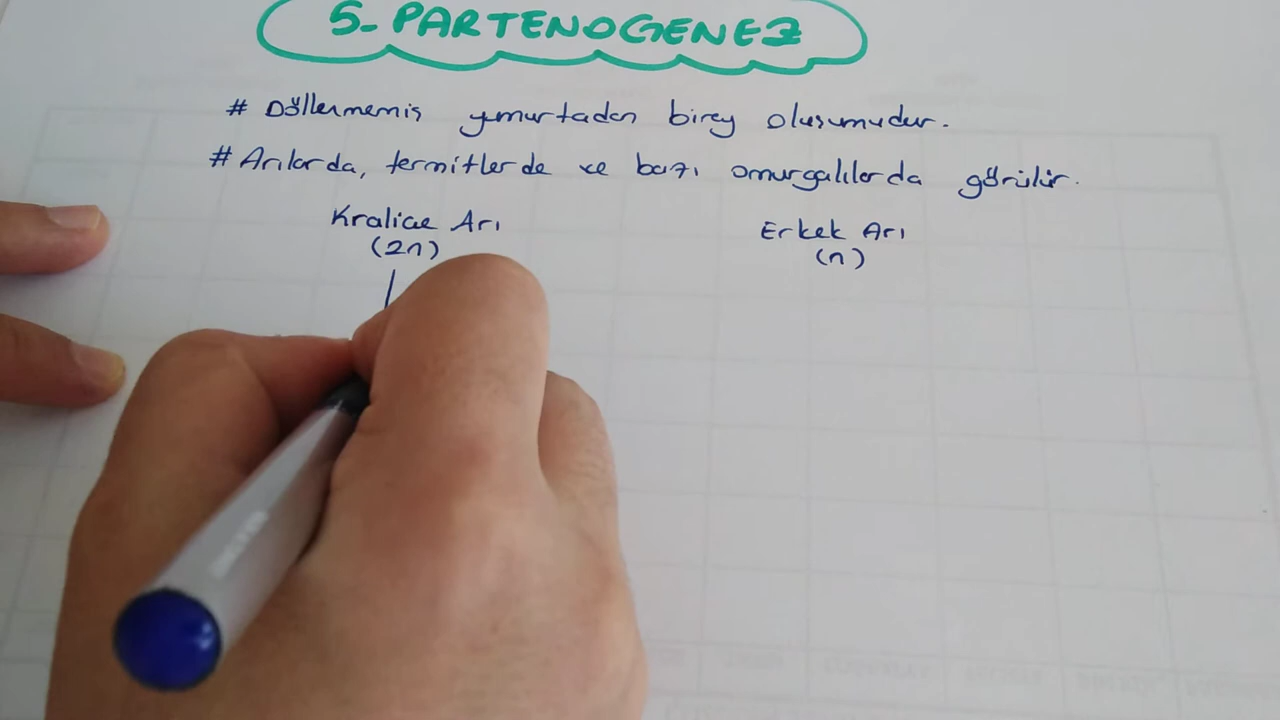 5- PARTENOGENEZ
# Döllenmemiş yumurtadan birey oluşumudur.
# Arılarda, termitlerde ve bazı omurgalılarda görülür.
Kraliçe Arı Erkek Arı
(2n) (n)